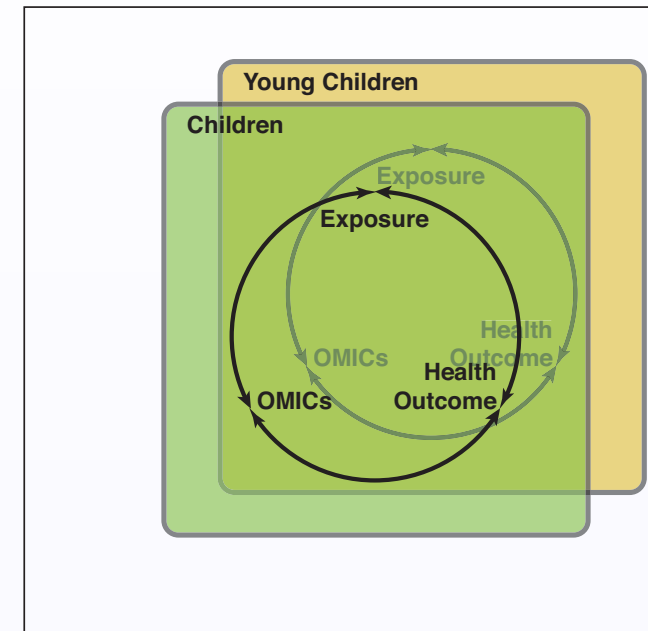 Young Children
Children
Exposure
Exposure
Health
OMICs
Outcome
Health
OMICs
Outcome